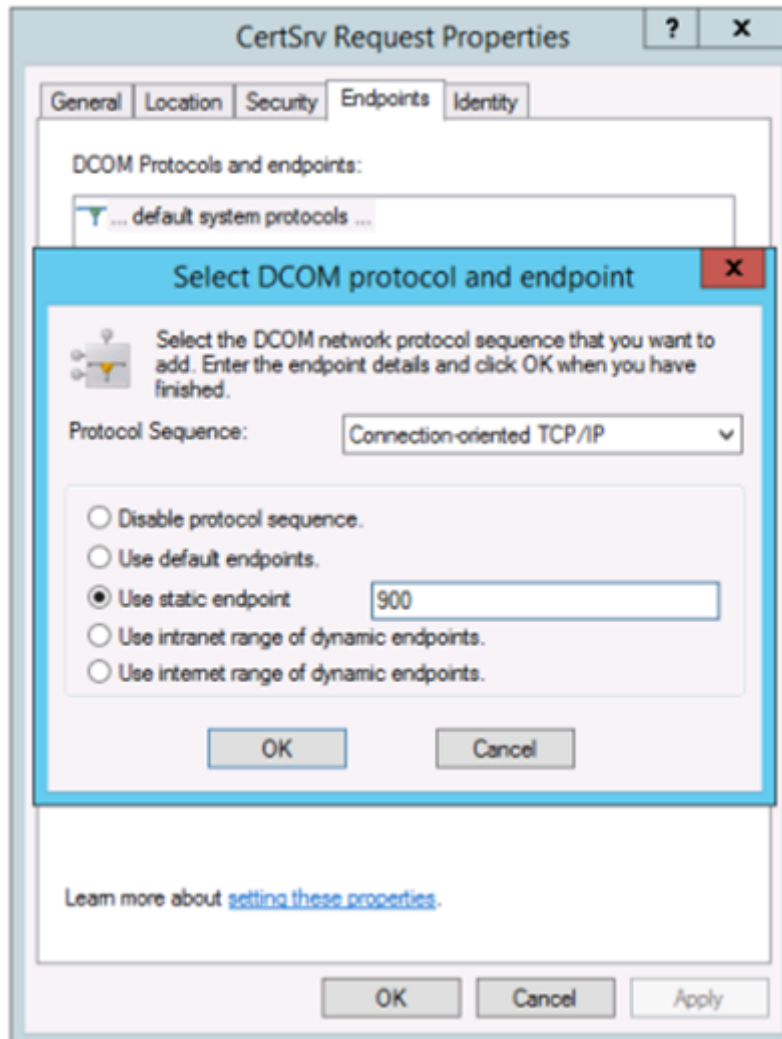 CertSrv Request Properties
?
x
General
Location
Security
Endpoints
Identity
DCOM Protocols and endpoints:
... default system protocols ...
Select DCOM protocol and endpoint
x
Select the DCOM network protocol sequence that you want to
add. Enter the endpoint details and click OK when you have
finished.
Protocol Sequence:
Connection-oriented TCP/IP
Disable protocol sequence.
Use default endpoints.
Use static endpoint
900
Use intranet range of dynamic endpoints.
Use internet range of dynamic endpoints.
OK
Cancel
Learn more about setting these properties.
OK
Cancel
Apply